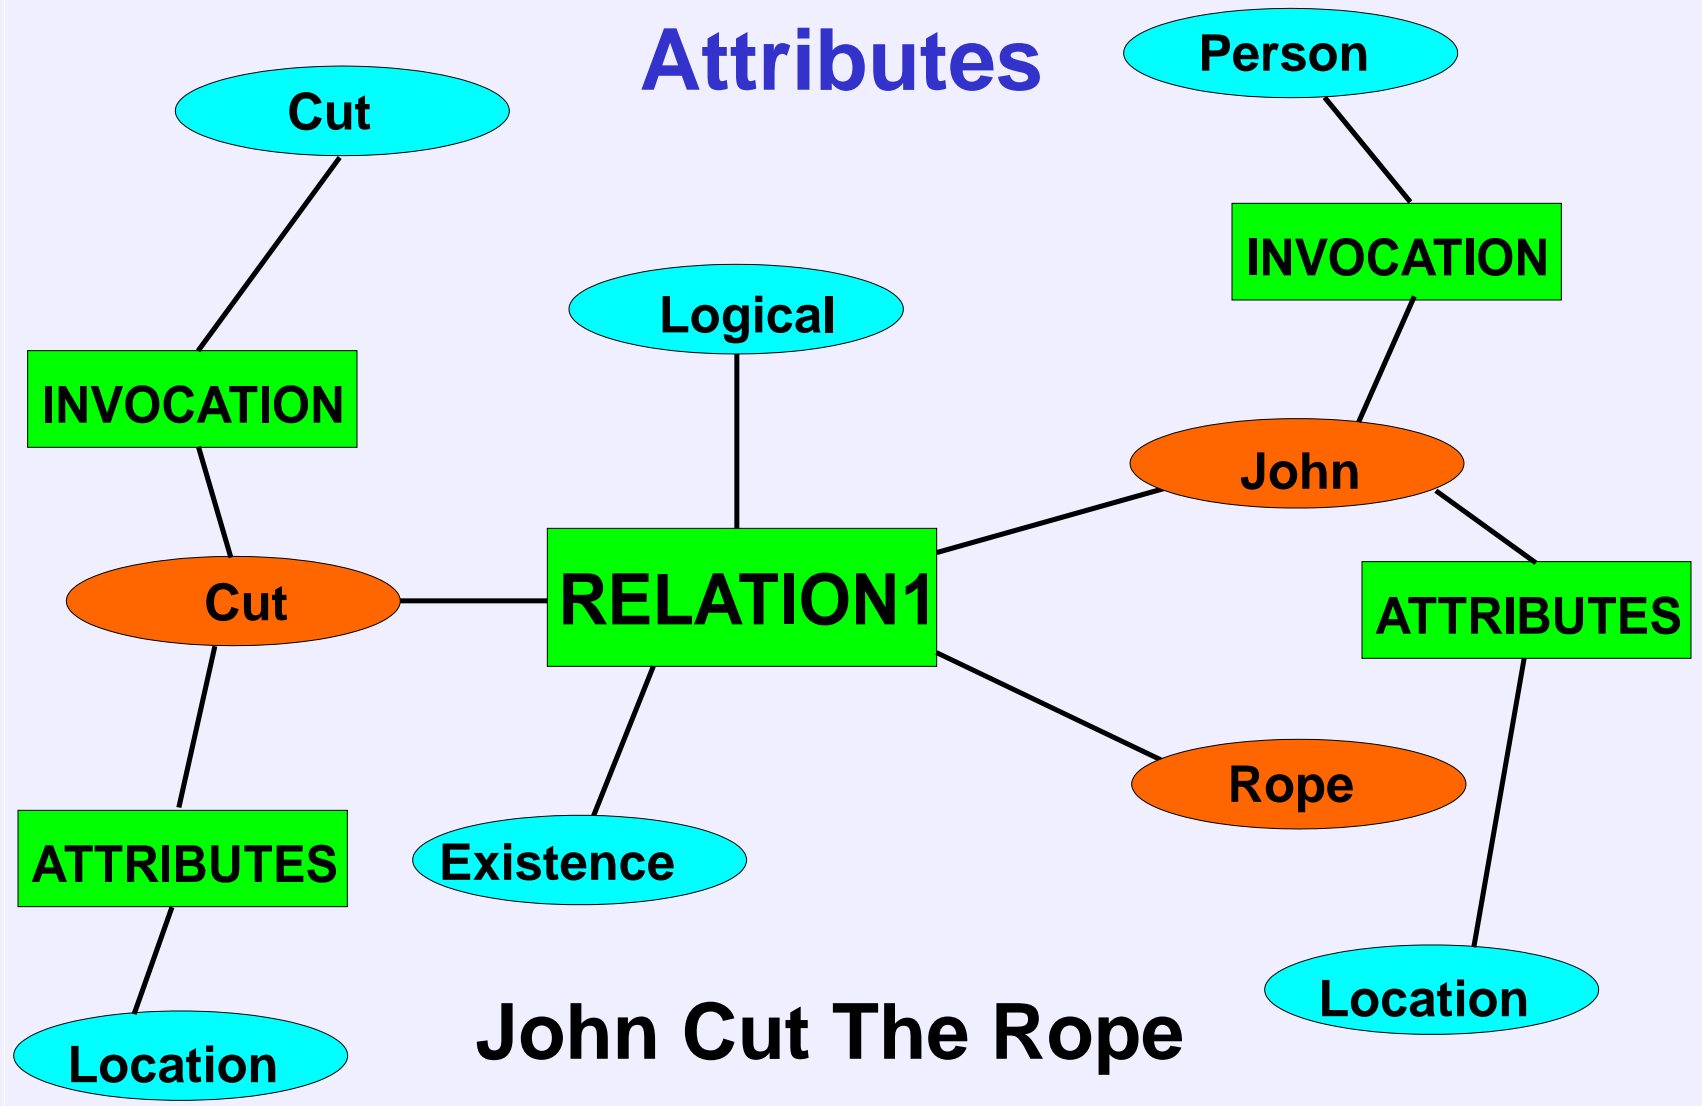 Attributes
Person
Cut
INVOCATION
Logical
INVOCATION
John
Cut
RELATION1
ATTRIBUTES
Rope
ATTRIBUTES
Existence
Location
John Cut The Rope
Location